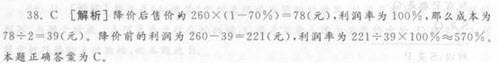 38. C [解析]降价后售价为 260×(1-70%)=78(元),利润率为 100%,那么成本为
78÷2=39(元)。降价前的利润为 260-39=221(元),利润率为 221÷39×100%≈570%。
本题正确答案为 C。